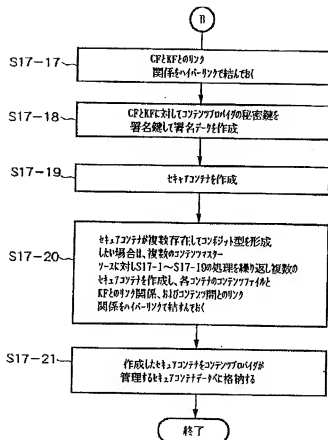 B
S17-17
CFとKFとのリンク
関係をハイパーリンクで結んでおく
S17-18
CFとKFに対してコンテンツプロバイダの秘密鍵を
署名鍵して署名データを作成
S17-19
セキャコンテナを作成
S17-20
セキュアコンテナが複数存在してコンポジット型を形成
したい場合は、複数のコンテンツマスター
ソースに対しS17-1～S17-19の処理を繰り返し複数の
セキュアコンテナを作成し、各コンテナのコンテンツファイルと
KFとのリンク関係、およびコンテンツ間とのリンク
関係をハイパーリンクで結すんでおく
S17-21
作成したセキュアコンテナをコンテンツプロバイダが
管理するセキュアコンテナデータベに格納する
終了